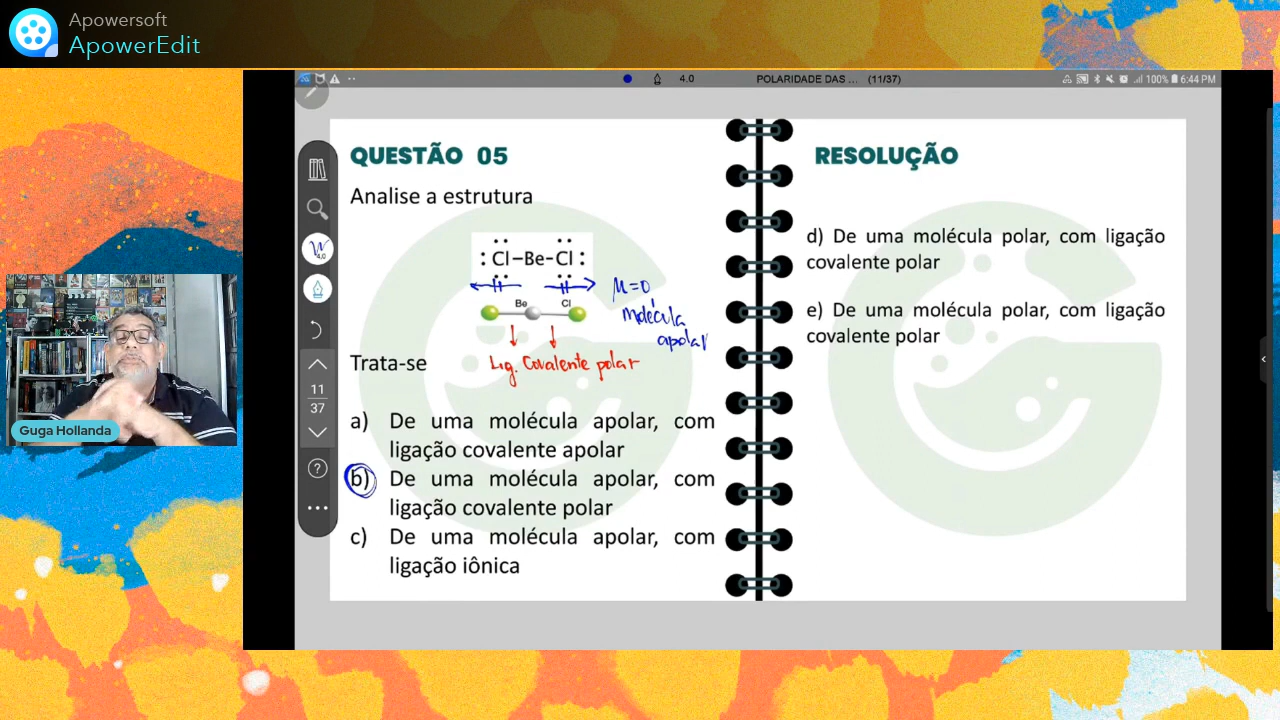 Apowersoft
ApowerEdit
4.0
POLARIDADE DAS ... (11/37)
100% 6:44 PM
QUESTÃO 05
Analise a estrutura
: Cl – Be - Cl :
Be Cl
μ=0
molécula
apolar
Lig. Covalente polar
Trata-se
a) De uma molécula apolar, com
ligação covalente apolar
b) De uma molécula apolar, com
ligação covalente polar
c) De uma molécula apolar, com
ligação iônica
RESOLUÇÃO
d) De uma molécula polar, com ligação
covalente polar
e) De uma molécula polar, com ligação
covalente polar
4.0
11
37
Guga Hollanda